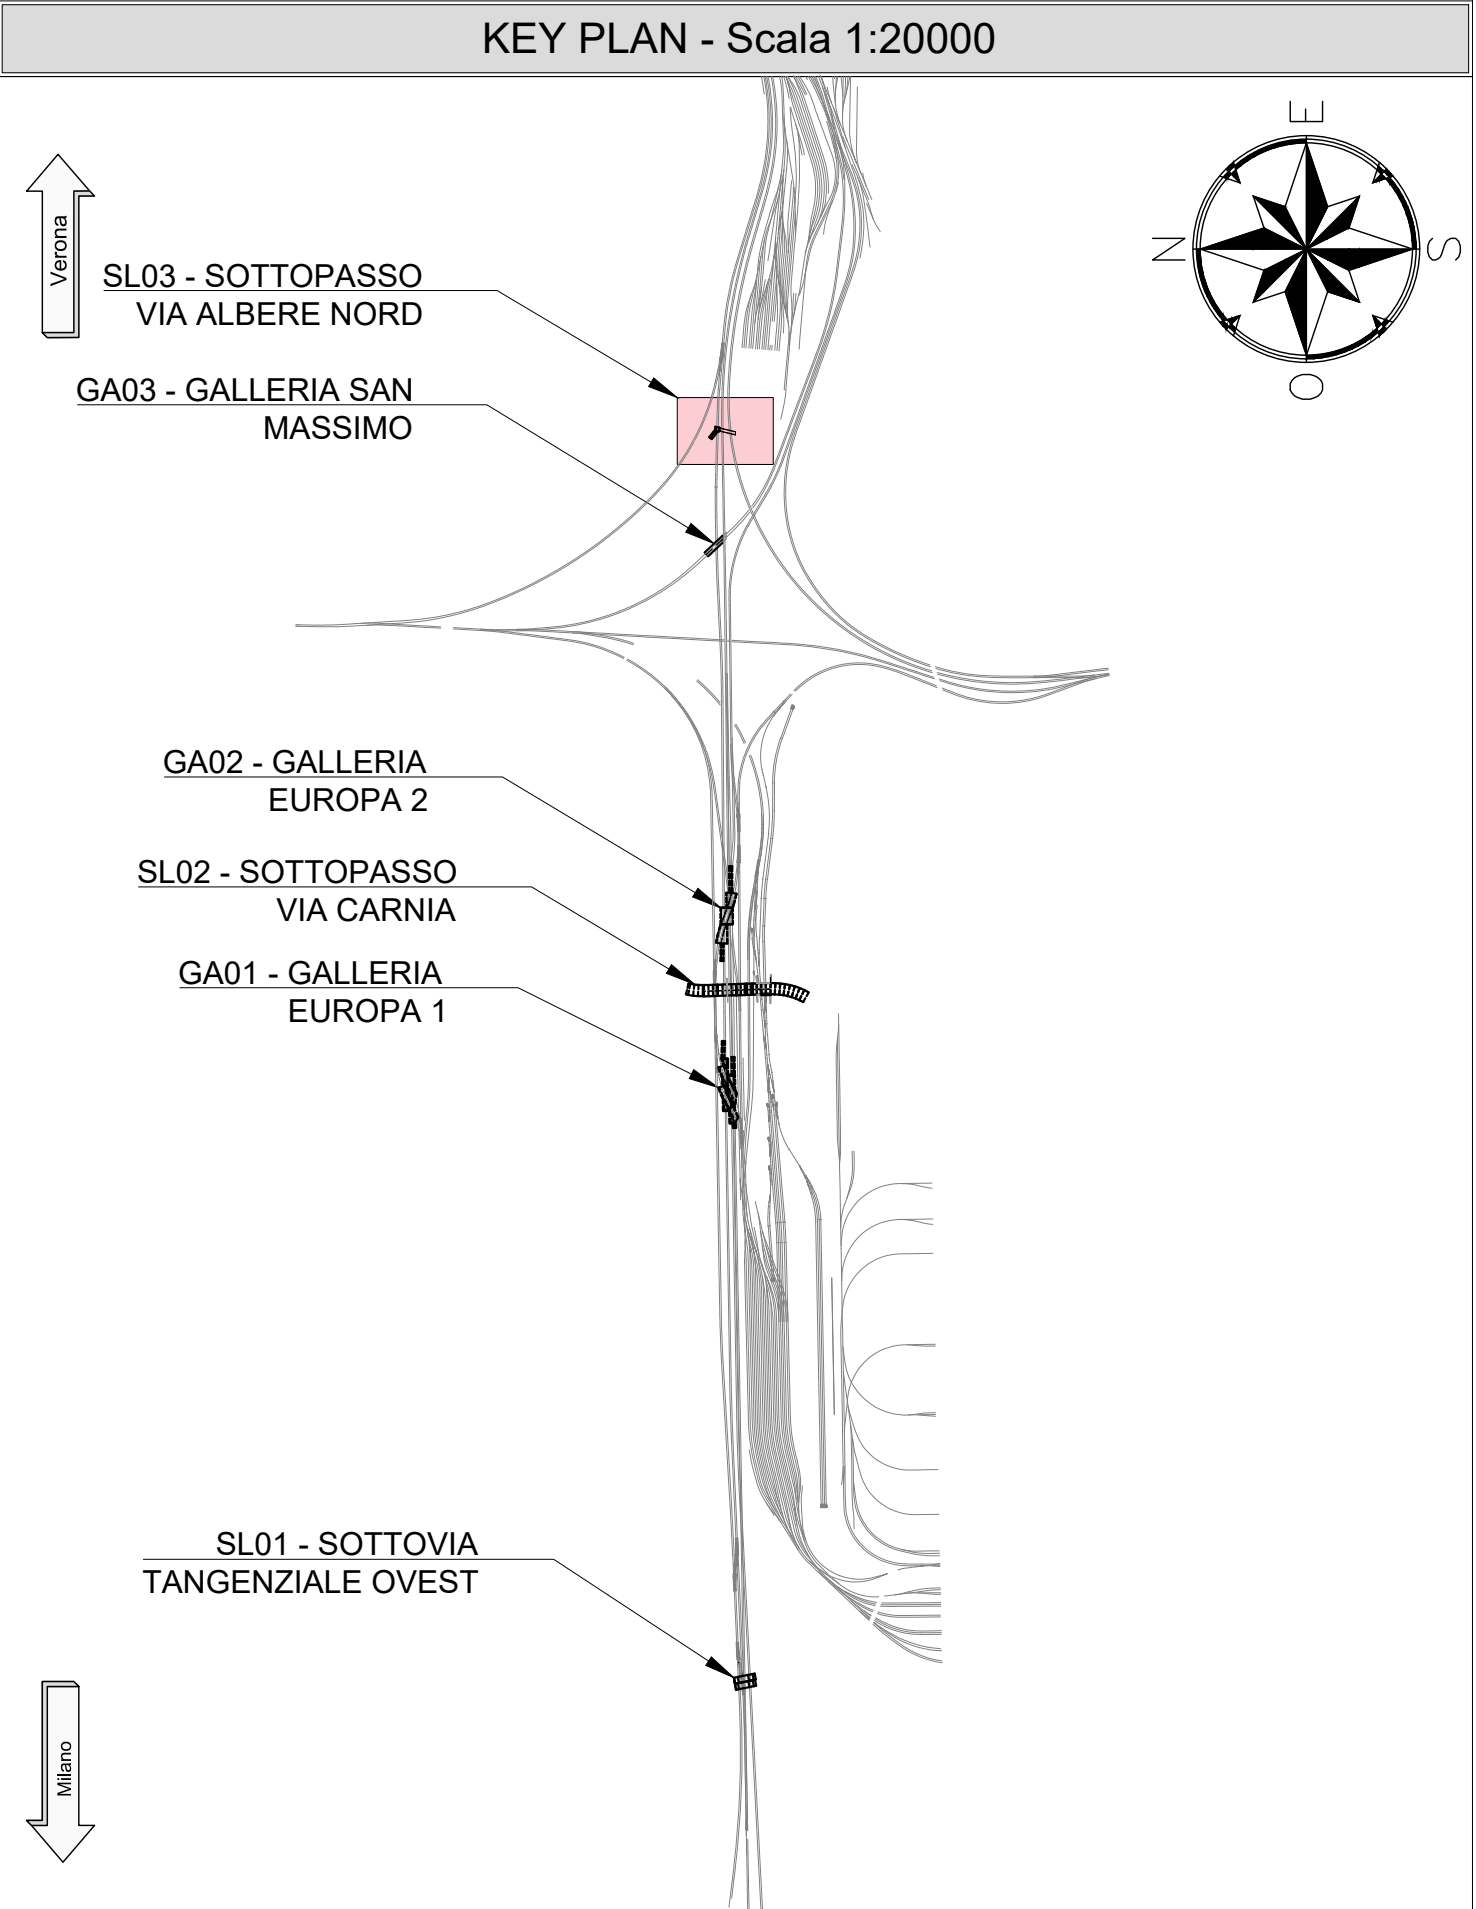 KEY PLAN - Scala 1:20000
E
N
S
O
Verona
SL03 - SOTTOPASSO
VIA ALBERE NORD
GA03 - GALLERIA SAN
MASSIMO
GA02 - GALLERIA
EUROPA 2
SL02 - SOTTOPASSO
VIA CARNIA
GA01 - GALLERIA
EUROPA 1
SL01 - SOTTOVIA
TANGENZIALE OVEST
Milano